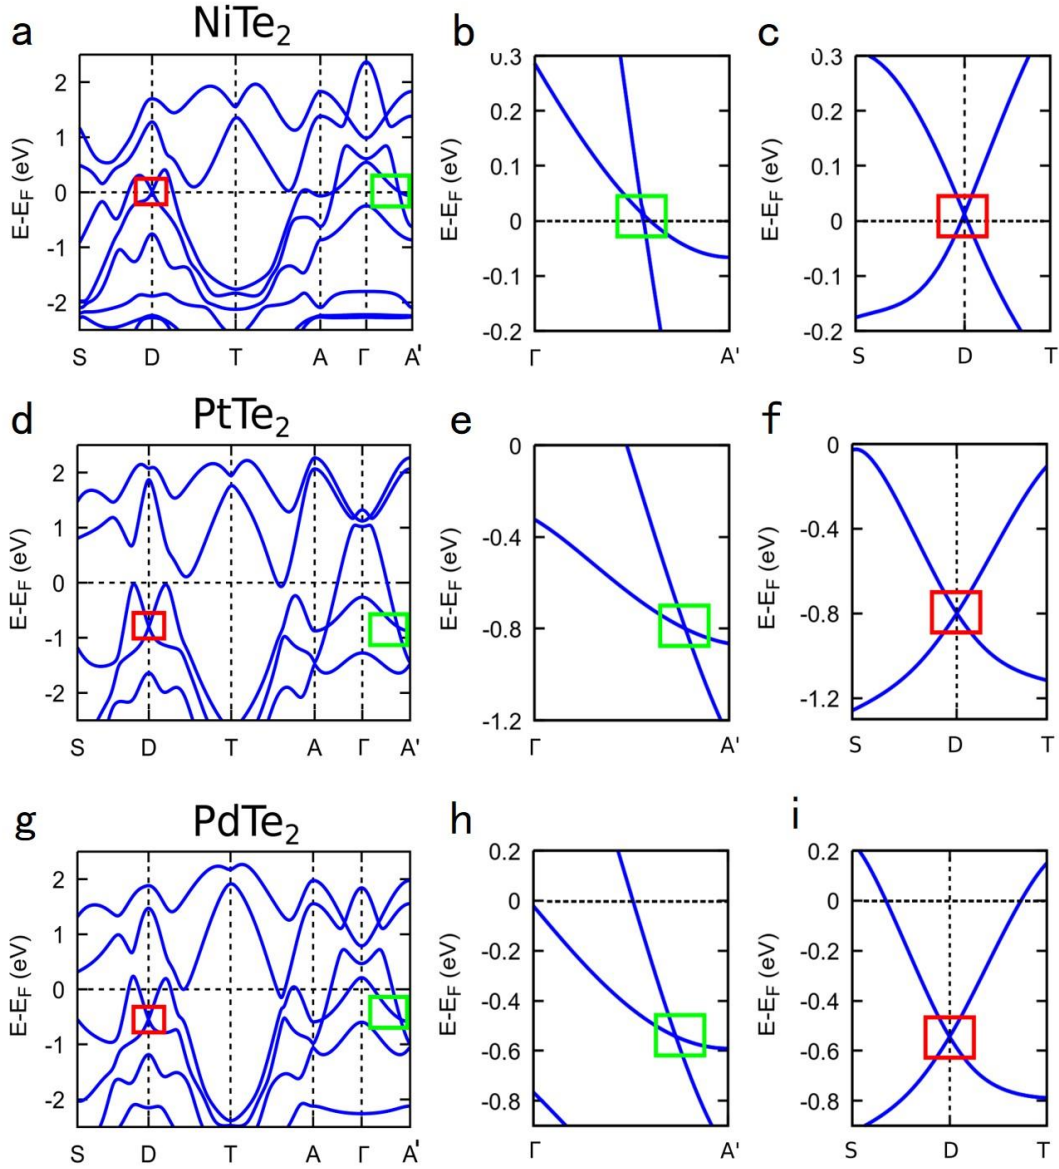 a NiTe2 b c
2
1
0
-1
-2
E-EF (eV)
S D T A Γ A'
0.3
0.2
0.1
0
-0.1
-0.2
E-EF (eV)
Γ A'
0.3
0.2
0.1
0
-0.1
-0.2
E-EF (eV)
S D T
d PtTe2 e f
2
1
0
-1
-2
E-EF (eV)
S D T A Γ A'
0
-0.4
-0.8
-1.2
E-EF (eV)
Γ A'
0
-0.4
-0.8
-1.2
E-EF (eV)
S D T
g PdTe2 h i
2
1
0
-1
-2
E-EF (eV)
S D T A Γ A'
0.2
0
-0.2
-0.4
-0.6
-0.8
E-EF (eV)
Γ A'
0.2
0
-0.2
-0.4
-0.6
-0.8
E-EF (eV)
S D T